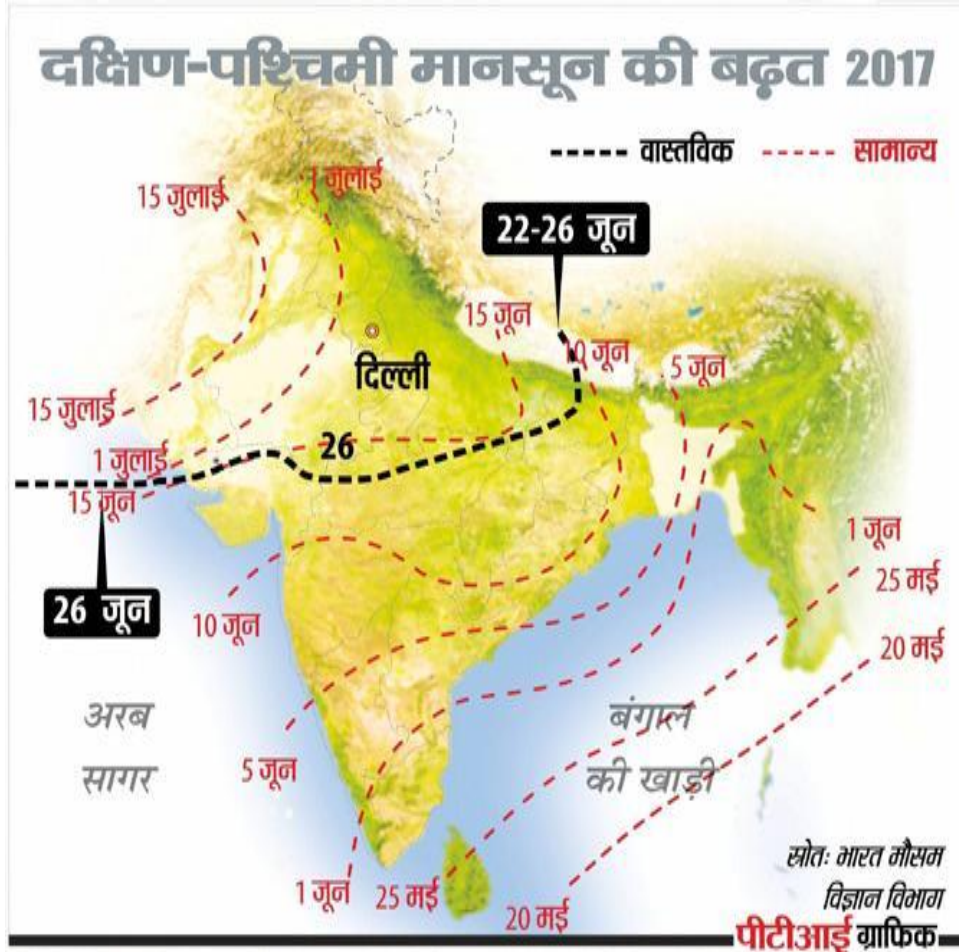 दक्षिण-पश्चिमी मानसून की बढ़त 2017
वास्तविक
सामान्य
15 जुलाई
1 जुलाई
22-26 जून
15 जून
10 जून
5 जून
दिल्ली
15 जुलाई
1 जुलाई
26
15 जून
26 जून
10 जून
1 जून
25 मई
20 मई
अरब
सागर
बंगाल
की खाड़ी
5 जून
1 जून
25 मई
20 मई
स्रोतः भारत मौसम
विज्ञान विभाग
पीटीआई ग्राफिक